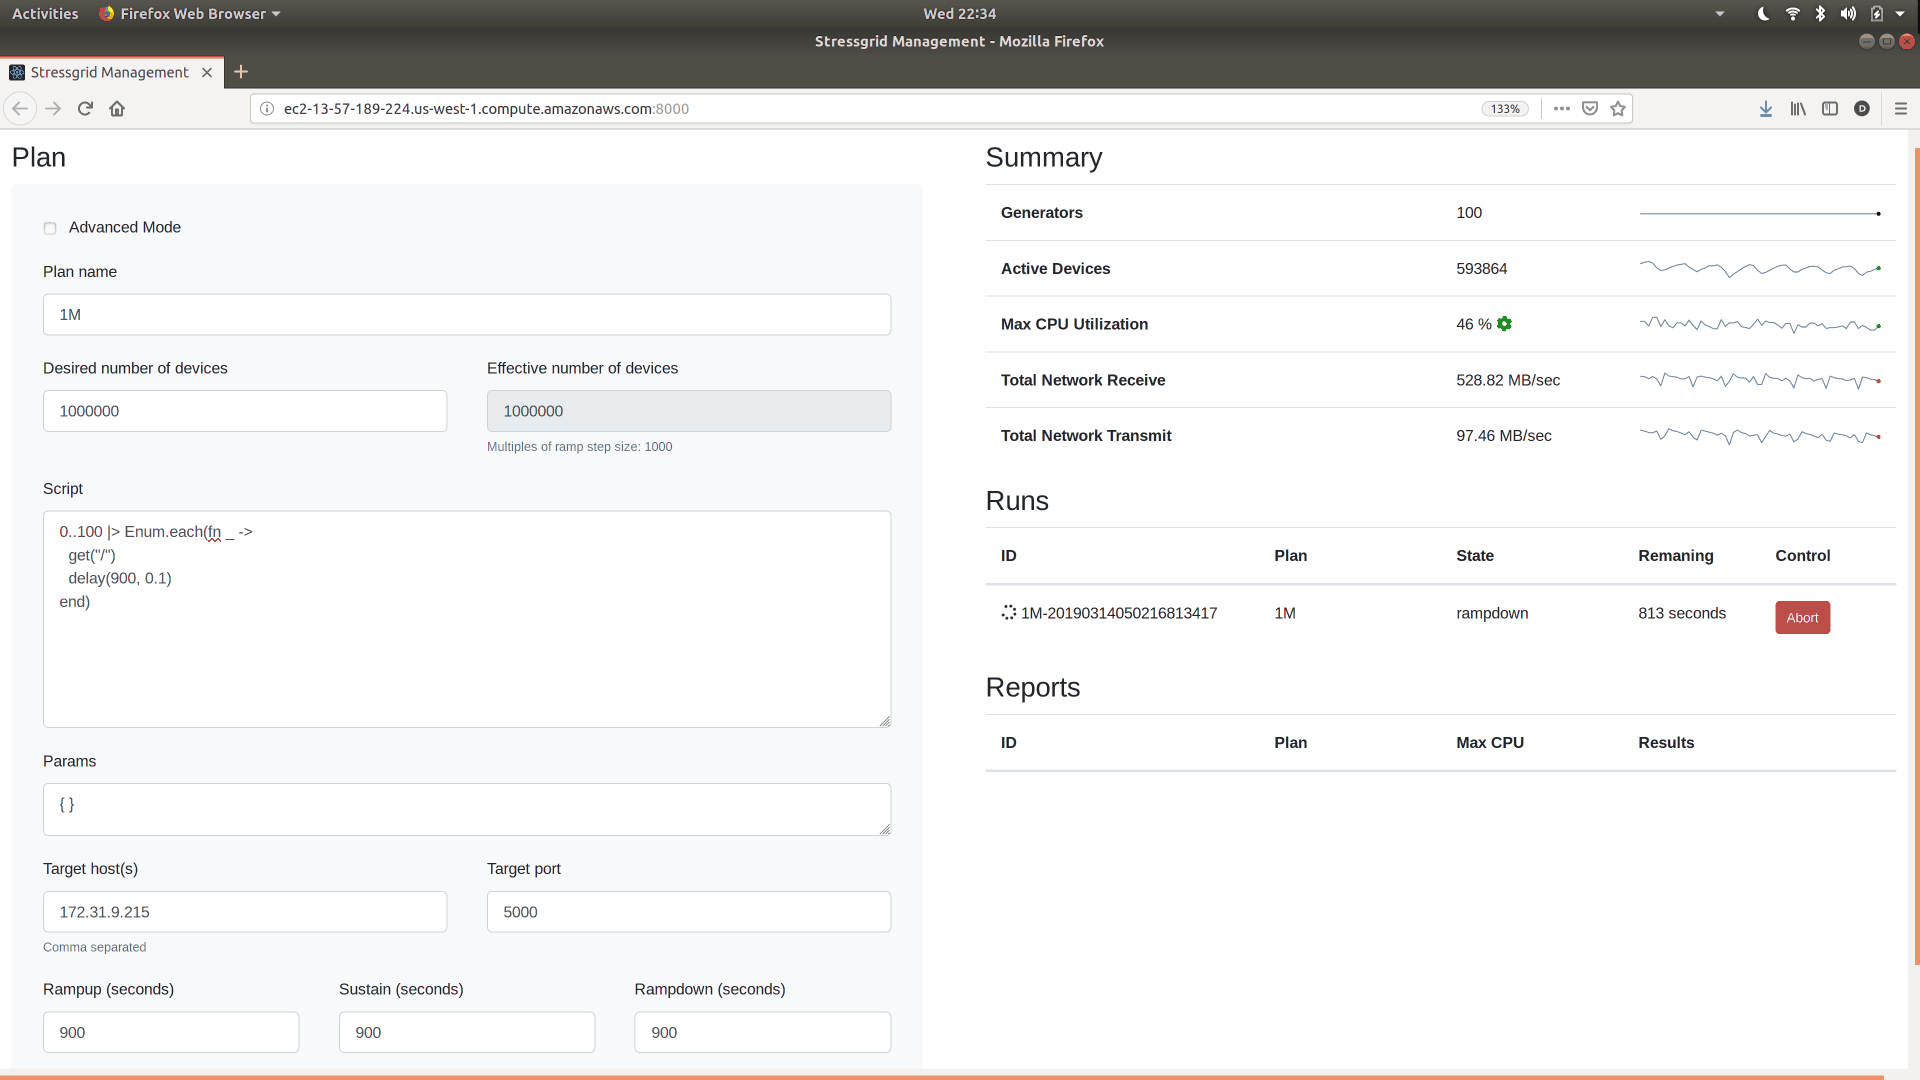 Activities Firefox Web Browser Wed 22:34
Stressgrid Management - Mozilla Firefox
Stressgrid Management
ec2-13-57-189-224.us-west-1.compute.amazonaws.com:8000 133% D
Plan
Advanced Mode
Plan name
1M
Desired number of devices Effective number of devices
1000000 1000000
Multiples of ramp step size: 1000
Script
0..100 |> Enum.each(fn _ ->
get("/")
delay(900, 0.1)
end)
Params
{ }
Target host(s) Target port
172.31.9.215 5000
Comma separated
Rampup (seconds) Sustain (seconds) Rampdown (seconds)
900 900 900
Summary
Generators 100
Active Devices 593864
Max CPU Utilization 46 %
Total Network Receive 528.82 MB/sec
Total Network Transmit 97.46 MB/sec
Runs
ID Plan State Remaning Control
1M-20190314050216813417 1M rampdown 813 seconds Abort
Reports
ID Plan Max CPU Results